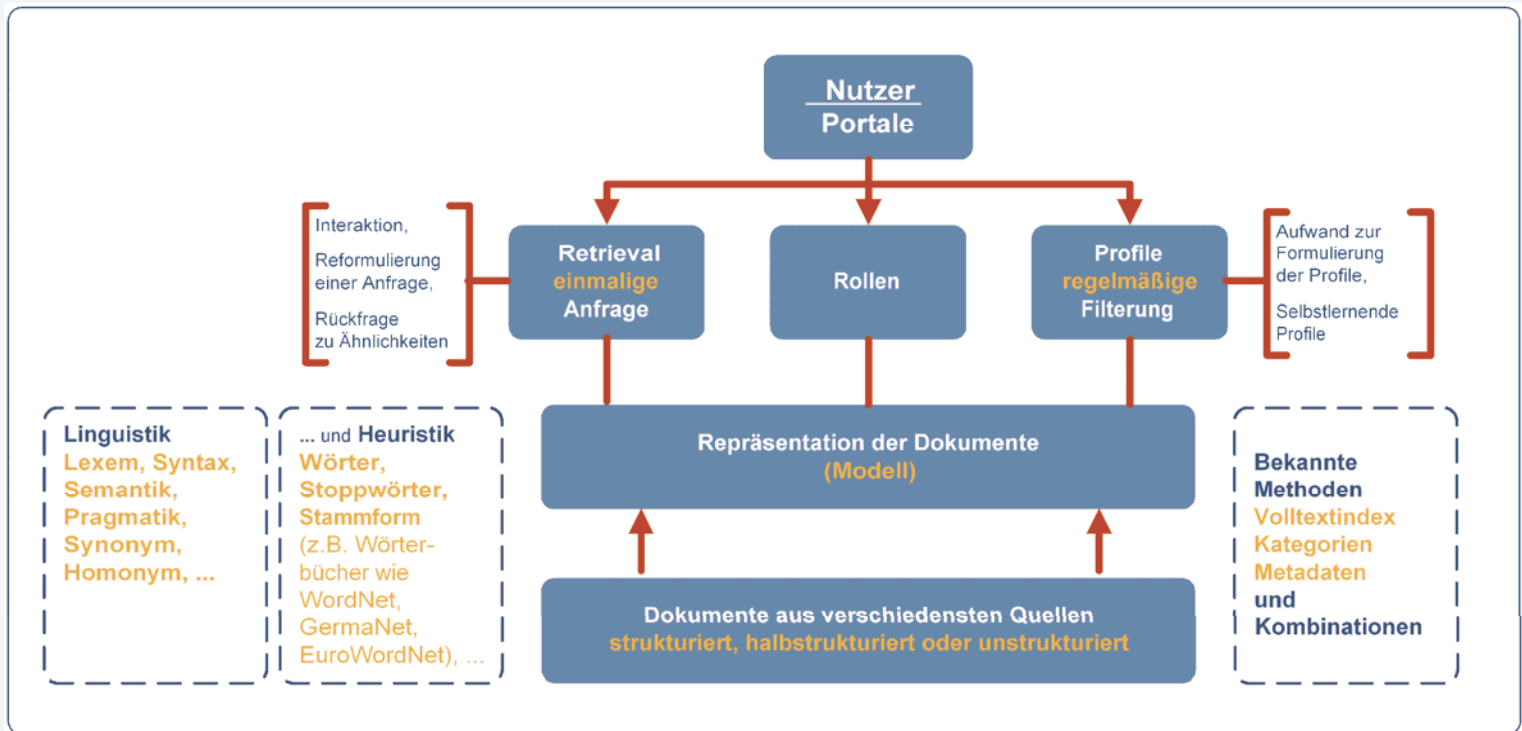 Nutzer
Portale
Interaktion,
Reformulierung
einer Anfrage,
Rückfrage
zu Ähnlichkeiten
Retrieval
einmalige
Anfrage
Rollen
Profile
regelmäßige
Filterung
Aufwand zur
Formulierung
der Profile,
Selbstlernende
Profile
Linguistik
Lexem, Syntax,
Semantik,
Pragmatik,
Synonym,
Homonym, ...
... und Heuristik
Wörter,
Stoppwörter,
Stammform
(z.B. Wörter-
bücher wie
WordNet,
GermaNet,
EuroWordNet), ...
Repräsentation der Dokumente
(Modell)
Dokumente aus verschiedensten Quellen
strukturiert, halbstrukturiert oder unstrukturiert
Bekannte
Methoden
Volltextindex
Kategorien
Metadaten
und
Kombinationen